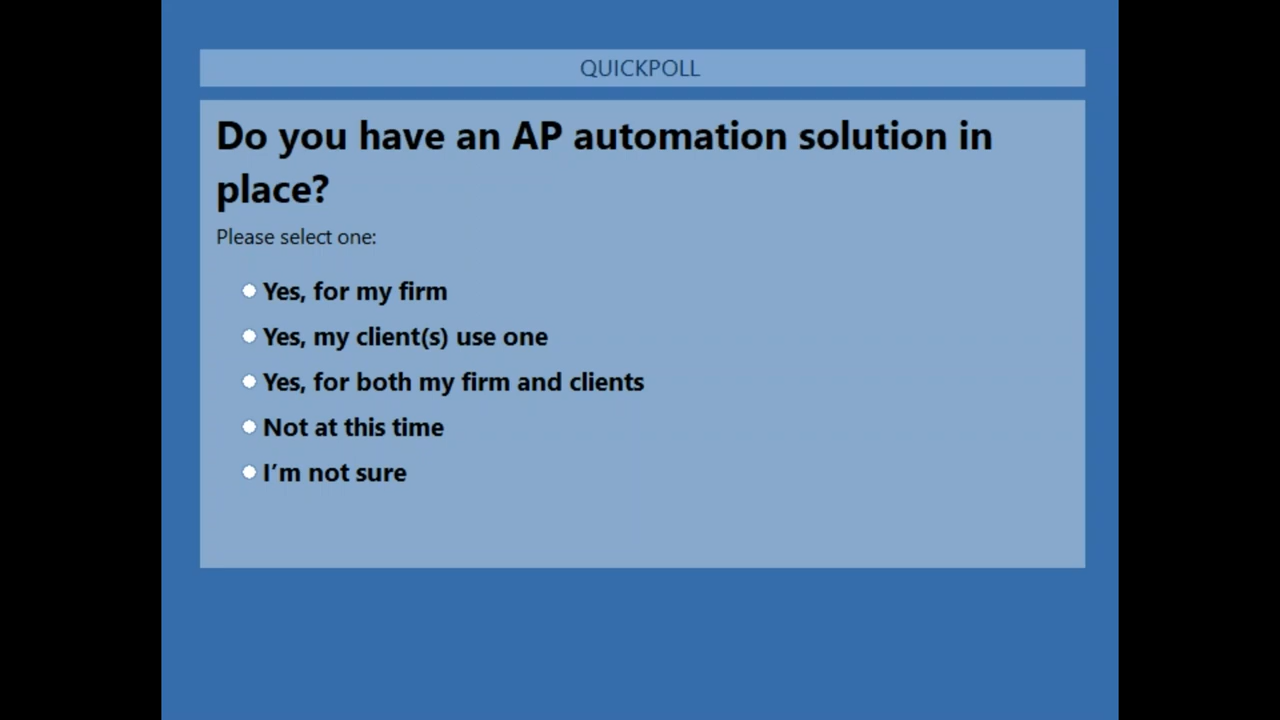 QUICKPOLL
Do you have an AP automation solution in
place?
Please select one:
Yes, for my firm
Yes, my client(s) use one
Yes, for both my firm and clients
Not at this time
I’m not sure